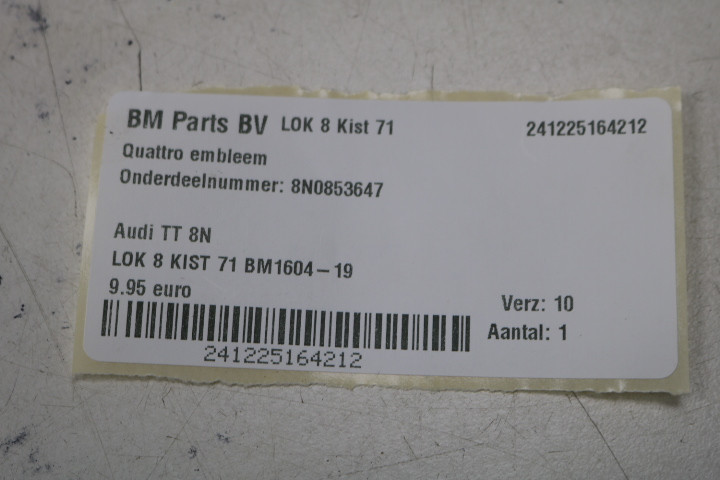 BM Parts BV LOK 8 Kist 71 241225164212
Quattro embleem
Onderdeelnummer: 8N0853647
Audi TT 8N
LOK 8 KIST 71 BM1604-19
9.95 euro
Verz: 10
Aantal: 1
241225164212